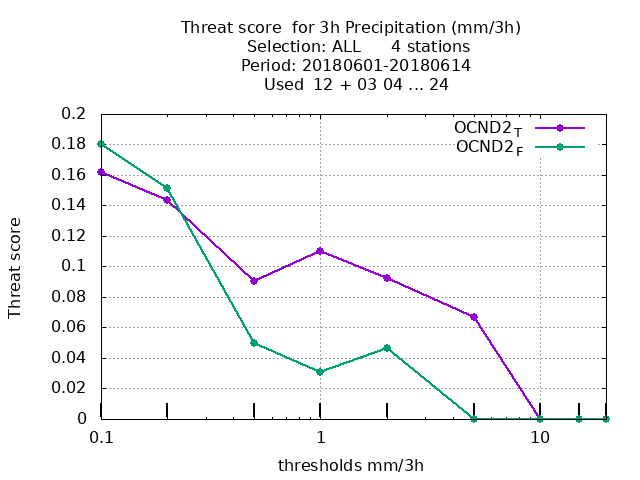 Threat score  for 3h Precipitation (mm/3h)
Selection: ALL      4 stations
Period: 20180601-20180614
Used  12 + 03 04 ... 24
OCND2T
OCND2F
0.2
0.18
0.16
0.14
0.12
0.1
0.08
0.06
0.04
0.02
0
Threat score
0.1
1
10
thresholds mm/3h